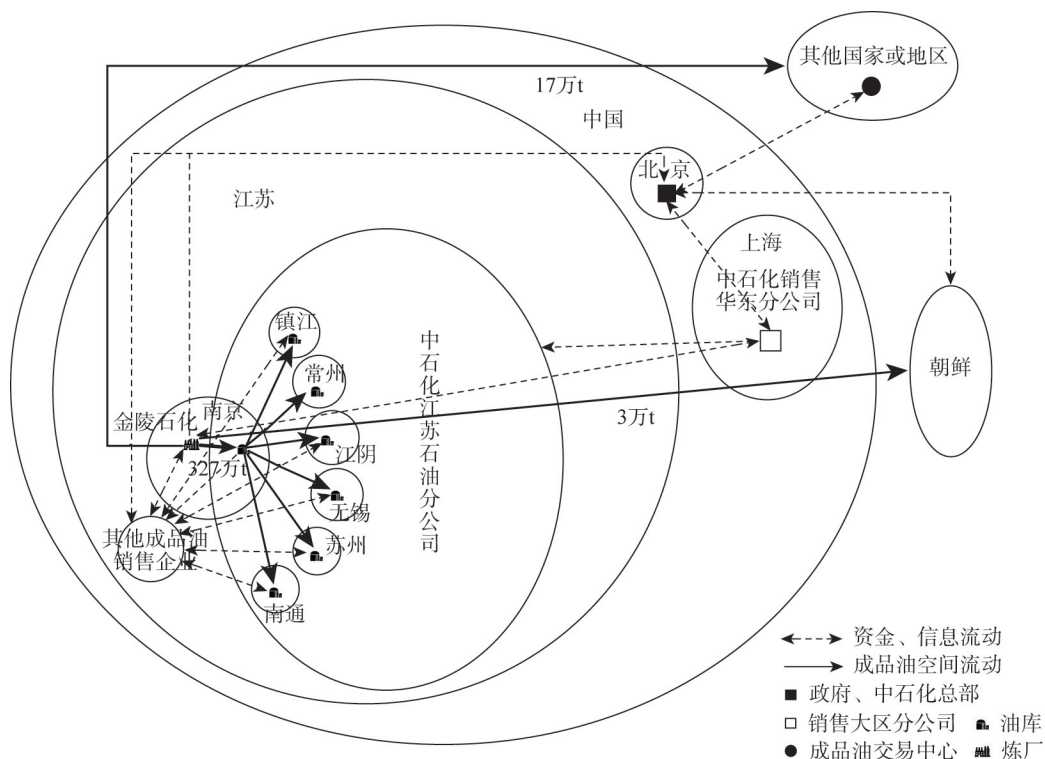 其他国家或地区
17万t
中国
北京
江苏
上海
中石化销售
华东分公司
镇江
中石化江苏石油分公司
常州
朝鲜
金陵石化
南京
3万t
江阴
327万t
无锡
其他成品油
销售企业
苏州
南通
资金、信息流动
成品油空间流动
政府、中石化总部
销售大区分公司
油库
成品油交易中心
炼厂